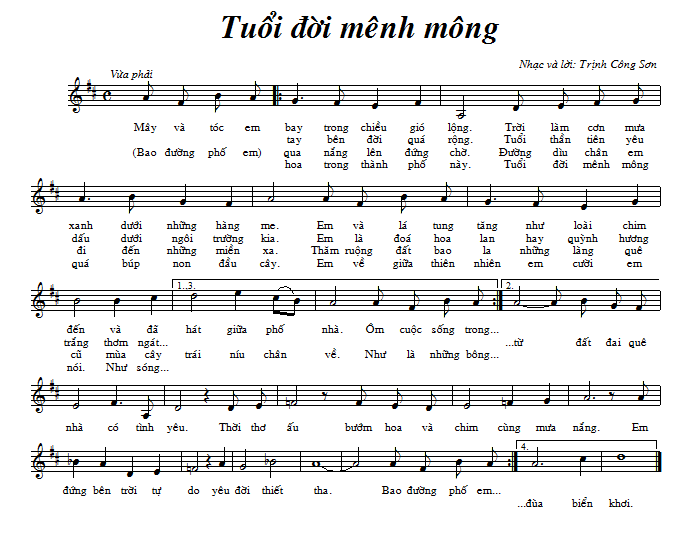 Tuổi đời mênh mông
Nhạc và lời: Trịnh Công Sơn
Vừa phải
Mây và tóc em bay trong chiều gió lộng. Trời làm cơn mưa
tay bên đời quá rộng. Tuổi thần tiên yêu
(Bao đường phố em) qua nắng lên đứng chờ. Đường dìu chân em
hoa trong thành phố này. Tuổi đời mênh mông
xanh dưới những hàng me. Em và lá tung tăng như loài chim
dấu dưới ngôi trường kia. Em là đoá hoa lan hay quỳnh hương
đi đến những miền xa. Thăm ruộng đất bao la những làng quê
quá búp non đầu cây. Em về giữa thiên nhiên em cười em
1..3.
2.
đến và đã hát giữa phố nhà. Ôm cuộc sống trong...
...từ đất đai quê
trắng thơm ngát...
cũ mùa cây trái níu chân về. Như là những bông...
nói. Như sóng...
nhà có tình yêu. Thời thơ ấu bướm hoa và chim cùng mưa nắng. Em
4.
đứng bên trời tự do yêu đời thiết tha. Bao đường phố em...
...đùa biển khơi.